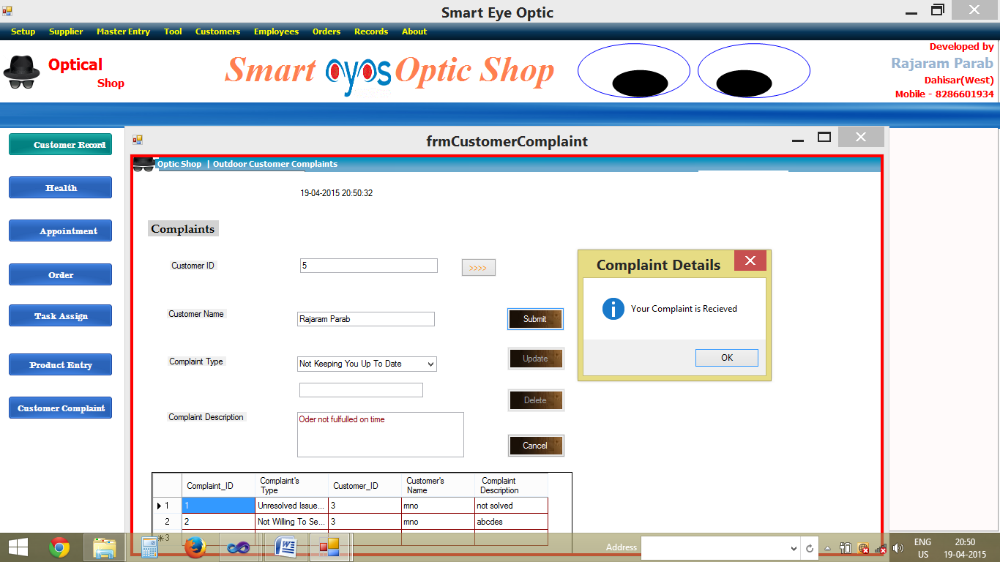 Smart Eye Optic
Setup Supplier Master Entry Tool Customers Employees Orders Records About
Optical
Shop
Smart eyes Optic Shop
Developed by
Rajaram Parab
Dahisar(West)
Mobile - 8286601934
Customer Record
Health
Appointment
Order
Task Assign
Product Entry
Customer Complaint
frmCustomerComplaint
Optic Shop | Outdoor Customer Complaints
19-04-2015 20:50:32
Complaints
Customer ID 5 >>>>
Customer Name Rajaram Parab
Complaint Type Not Keeping You Up To Date
Complaint Description Oder not fulfulled on time
Submit
Update
Delete
Cancel
Complaint Details
Your Complaint is Recieved
OK
Complaint_ID Complaint's Type Customer_ID Customer's Name Complaint Description
1 1 Unresolved Issue... 3 mno not solved
2 2 Not Willing To Se... 3 mno abcdes
3
Address
ENG
US
20:50
19-04-2015